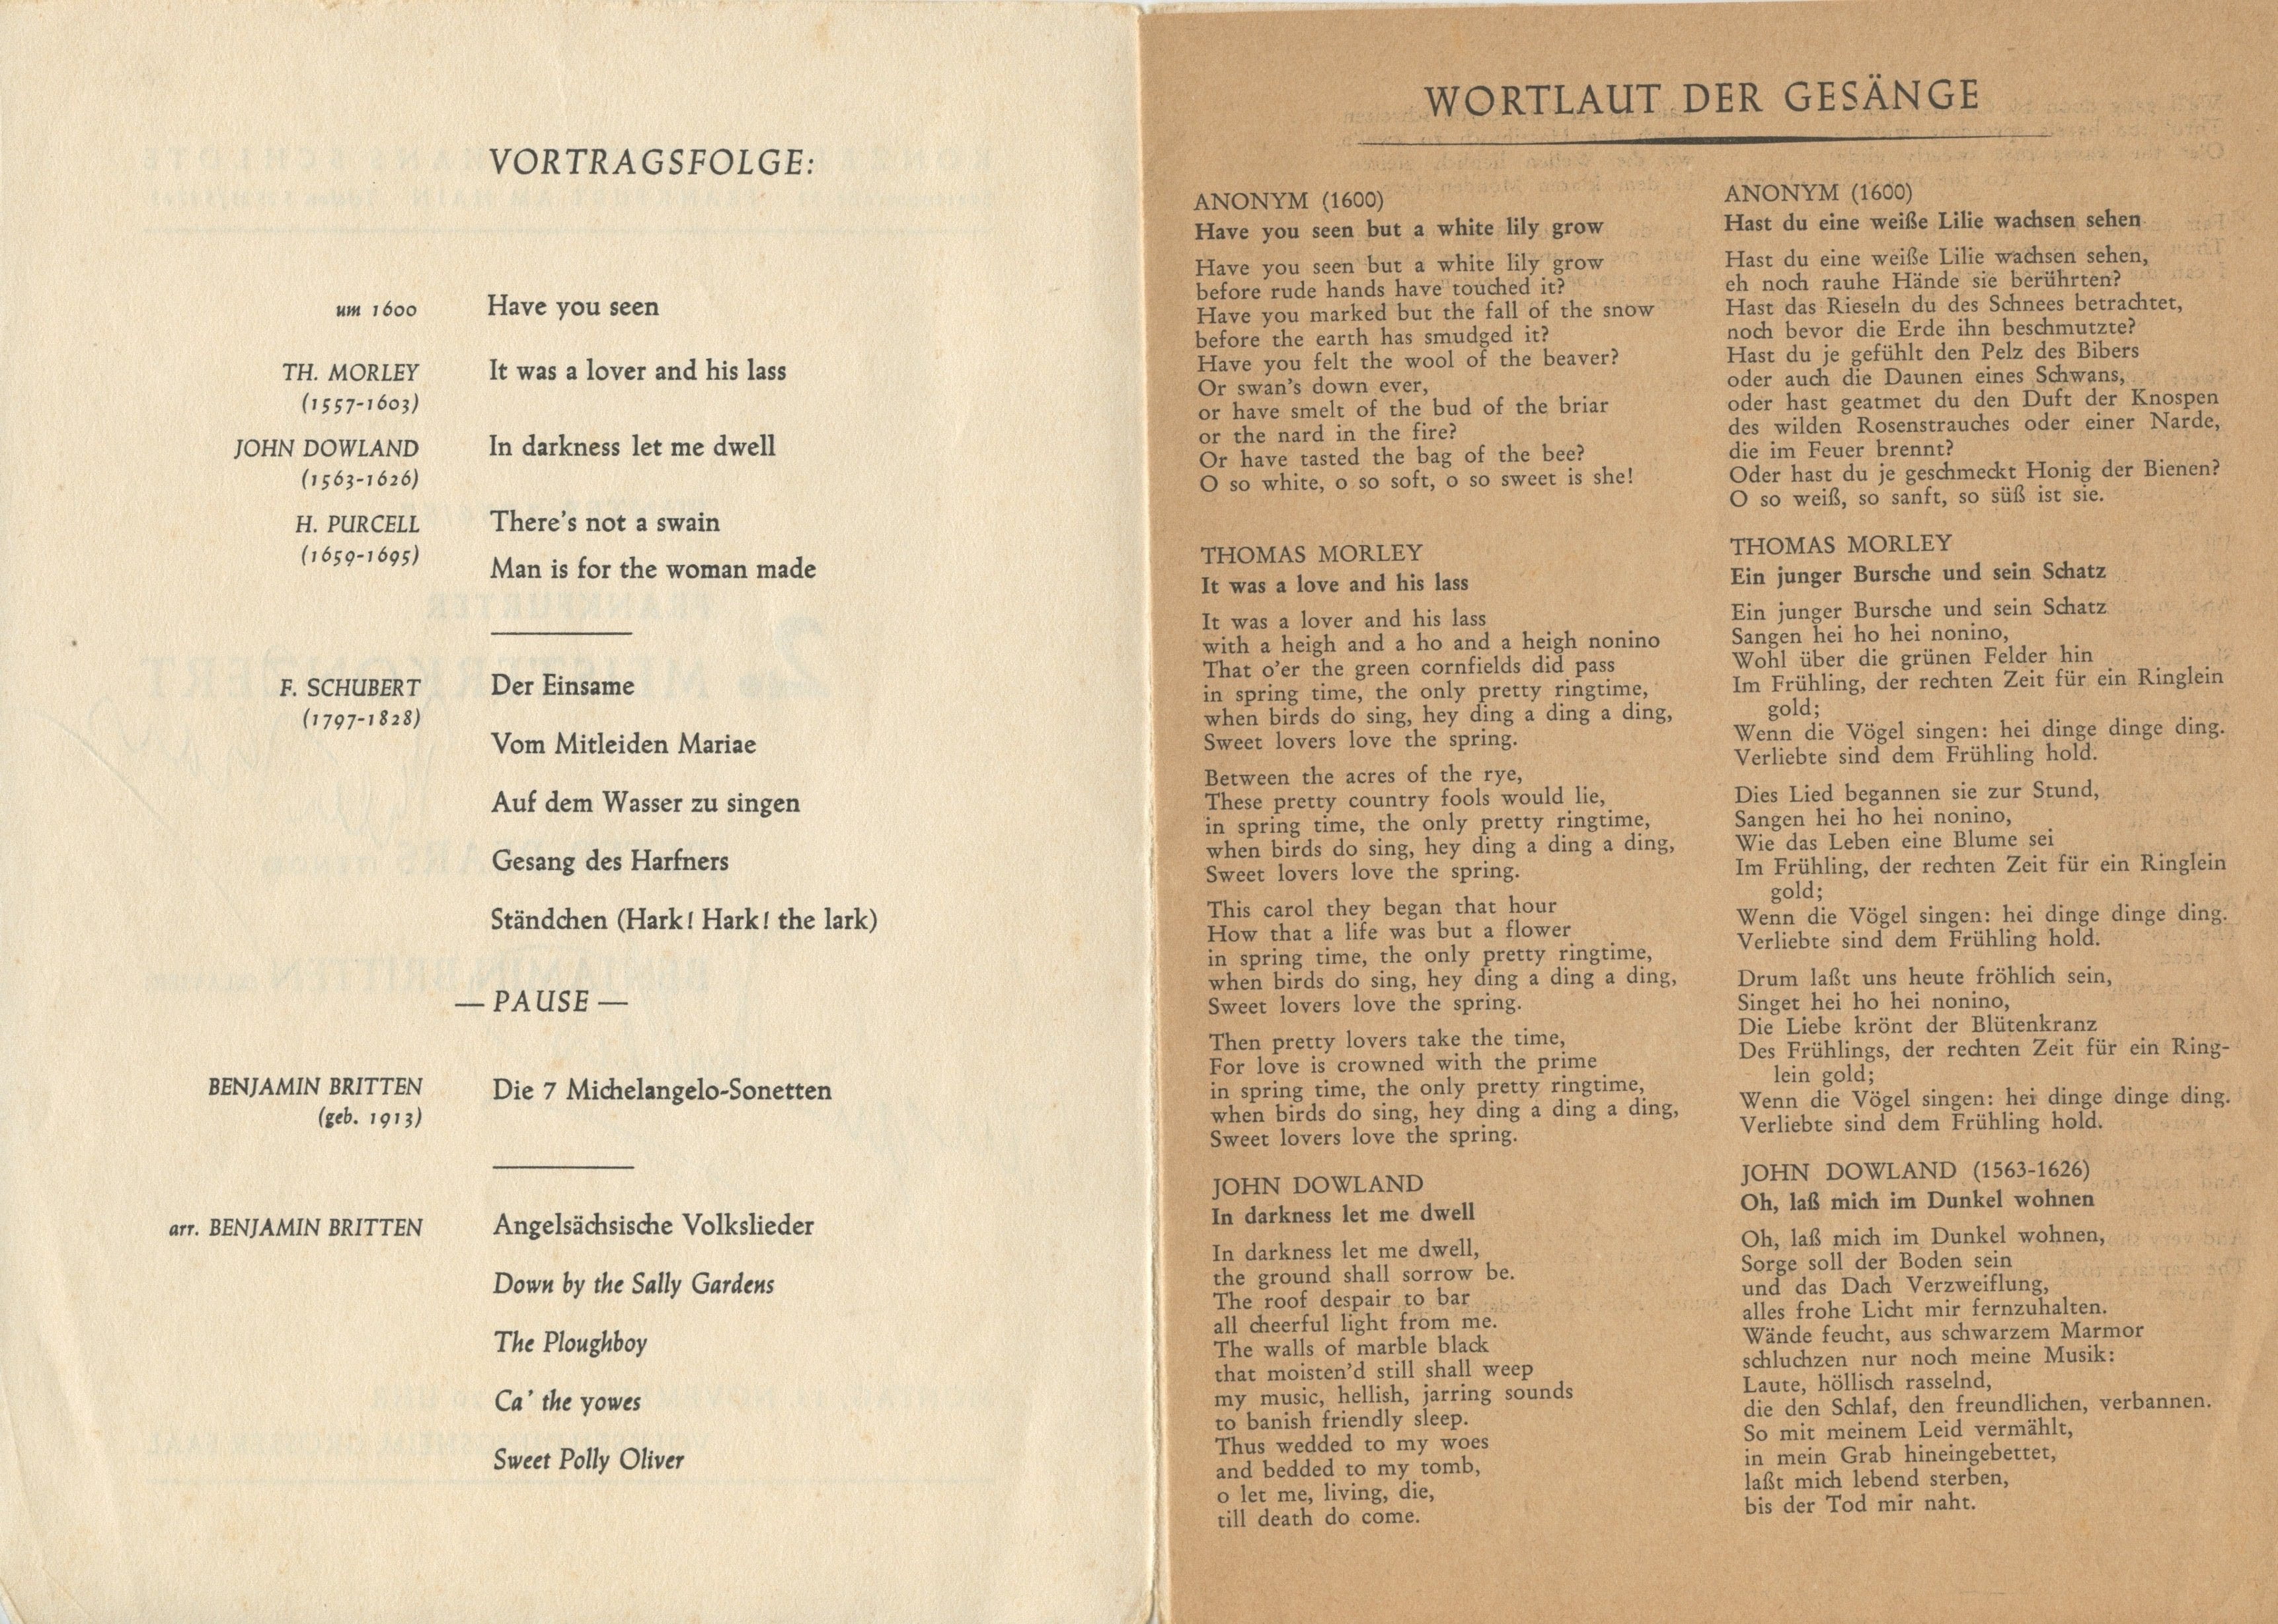 VORTRAGSFOLGE:
um 1600 Have you seen
TH. MORLEY It was a lover and his lass
(1557-1603)
JOHN DOWLAND In darkness let me dwell
(1563-1626)
H. PURCELL There's not a swain
(1659-1695)
Man is for the woman made
F. SCHUBERT Der Einsame
(1797-1828)
Vom Mitleiden Mariae
Auf dem Wasser zu singen
Gesang des Harfners
Ständchen (Hark! Hark! the lark)
— PAUSE —
BENJAMIN BRITTEN Die 7 Michelangelo-Sonetten
(geb. 1913)
arr. BENJAMIN BRITTEN Angelsächsische Volkslieder
Down by the Sally Gardens
The Ploughboy
Ca' the yowes
Sweet Polly Oliver
WORTLAUT DER GESÄNGE
ANONYM (1600)
Have you seen but a white lily grow
Have you seen but a white lily grow
before rude hands have touched it?
Have you marked but the fall of the snow
before the earth has smudged it?
Have you felt the wool of the beaver?
Or swan's down ever,
or have smelt of the bud of the briar
or the nard in the fire?
Or have tasted the bag of the bee?
O so white, o so soft, o so sweet is she!
THOMAS MORLEY
It was a love and his lass
It was a lover and his lass
with a heigh and a ho and a heigh nonino
That o'er the green cornfields did pass
in spring time, the only pretty ringtime,
when birds do sing, hey ding a ding a ding,
Sweet lovers love the spring.
Between the acres of the rye,
These pretty country fools would lie,
in spring time, the only pretty ringtime,
when birds do sing, hey ding a ding a ding,
Sweet lovers love the spring.
This carol they began that hour
How that a life was but a flower
in spring time, the only pretty ringtime,
when birds do sing, hey ding a ding a ding,
Sweet lovers love the spring.
Then pretty lovers take the time,
For love is crowned with the prime
in spring time, the only pretty ringtime,
when birds do sing, hey ding a ding a ding,
Sweet lovers love the spring.
JOHN DOWLAND
In darkness let me dwell
In darkness let me dwell,
the ground shall sorrow be.
The roof despair to bar
all cheerful light from me.
The walls of marble black
that moisten'd still shall weep
my music, hellish, jarring sounds
to banish friendly sleep.
Thus wedded to my woes
and bedded to my tomb,
o let me, living, die,
till death do come.
ANONYM (1600)
Hast du eine weiße Lilie wachsen sehen
Hast du eine weiße Lilie wachsen sehen,
eh noch rauhe Hände sie berührten?
Hast das Rieseln du des Schnees betrachtet,
noch bevor die Erde ihn beschmutzte?
Hast du je gefühlt den Pelz des Bibers
oder auch die Daunen eines Schwans,
oder hast geatmet du den Duft der Knospen
des wilden Rosenstrauches oder einer Narde,
die im Feuer brennt?
Oder hast du je geschmeckt Honig der Bienen?
O so weiß, so sanft, so süß ist sie.
THOMAS MORLEY
Ein junger Bursche und sein Schatz
Ein junger Bursche und sein Schatz
Sangen hei ho hei nonino,
Wohl über die grünen Felder hin
Im Frühling, der rechten Zeit für ein Ringlein
gold;
Wenn die Vögel singen: hei dinge dinge ding.
Verliebte sind dem Frühling hold.
Dies Lied begannen sie zur Stund,
Sangen hei ho hei nonino,
Wie das Leben eine Blume sei
Im Frühling, der rechten Zeit für ein Ringlein
gold;
Wenn die Vögel singen: hei dinge dinge ding.
Verliebte sind dem Frühling hold.
Drum laßt uns heute fröhlich sein,
Singet hei ho hei nonino,
Die Liebe krönt der Blütenkranz
Des Frühlings, der rechten Zeit für ein Ring-
lein gold;
Wenn die Vögel singen: hei dinge dinge ding.
Verliebte sind dem Frühling hold.
JOHN DOWLAND (1563-1626)
Oh, laß mich im Dunkel wohnen
Oh, laß mich im Dunkel wohnen,
Sorge soll der Boden sein
und das Dach Verzweiflung,
alles frohe Licht mir fernzuhalten.
Wände feucht, aus schwarzem Marmor
schluchzen nur noch meine Musik:
Laute, höllisch rasselnd,
die den Schlaf, den freundlichen, verbannen.
So mit meinem Leid vermählt,
in mein Grab hineingebettet,
laßt mich lebend sterben,
bis der Tod mir naht.